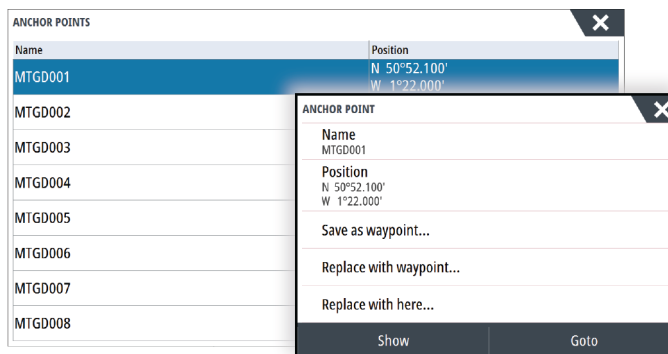 ANCHOR POINTS
Name Position
MTGD001 N 50°52.100'
W 1°22.000'
MTGD002
MTGD003
MTGD004
MTGD005
MTGD006
MTGD007
MTGD008
ANCHOR POINT
Name
MTGD001
Position
N 50°52.100'
W 1°22.000'
Save as waypoint...
Replace with waypoint...
Replace with here...
Show Goto